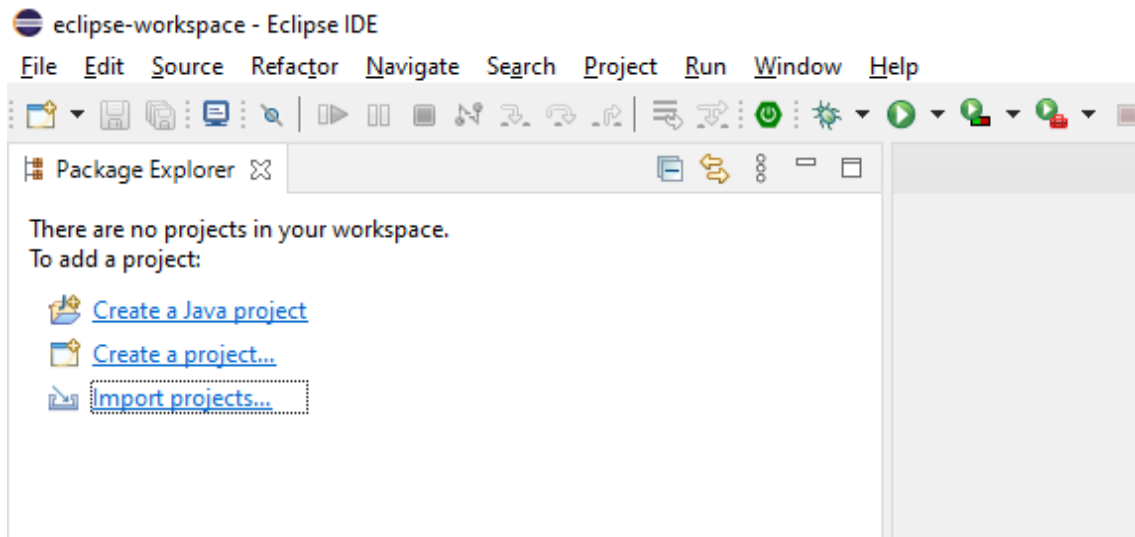 eclipse-workspace - Eclipse IDE
File Edit Source Refactor Navigate Search Project Run Window Help
Package Explorer
There are no projects in your workspace.
To add a project:
Create a Java project
Create a project...
Import projects...